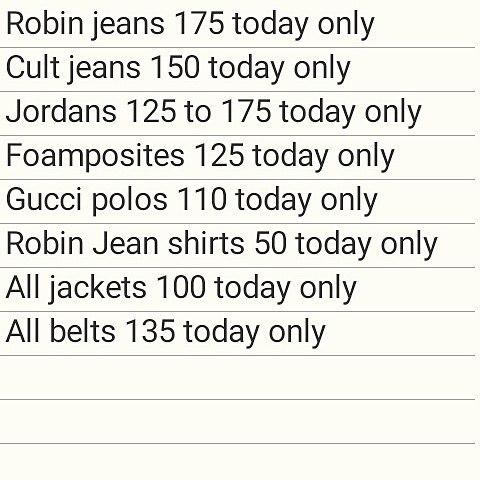 Robin jeans 175 today only
Cult jeans 150 today only
Jordans 125 to 175 today only
Foamposites 125 today only
Gucci polos 110 today only
Robin Jean shirts 50 today only
All jackets 100 today only
All belts 135 today only